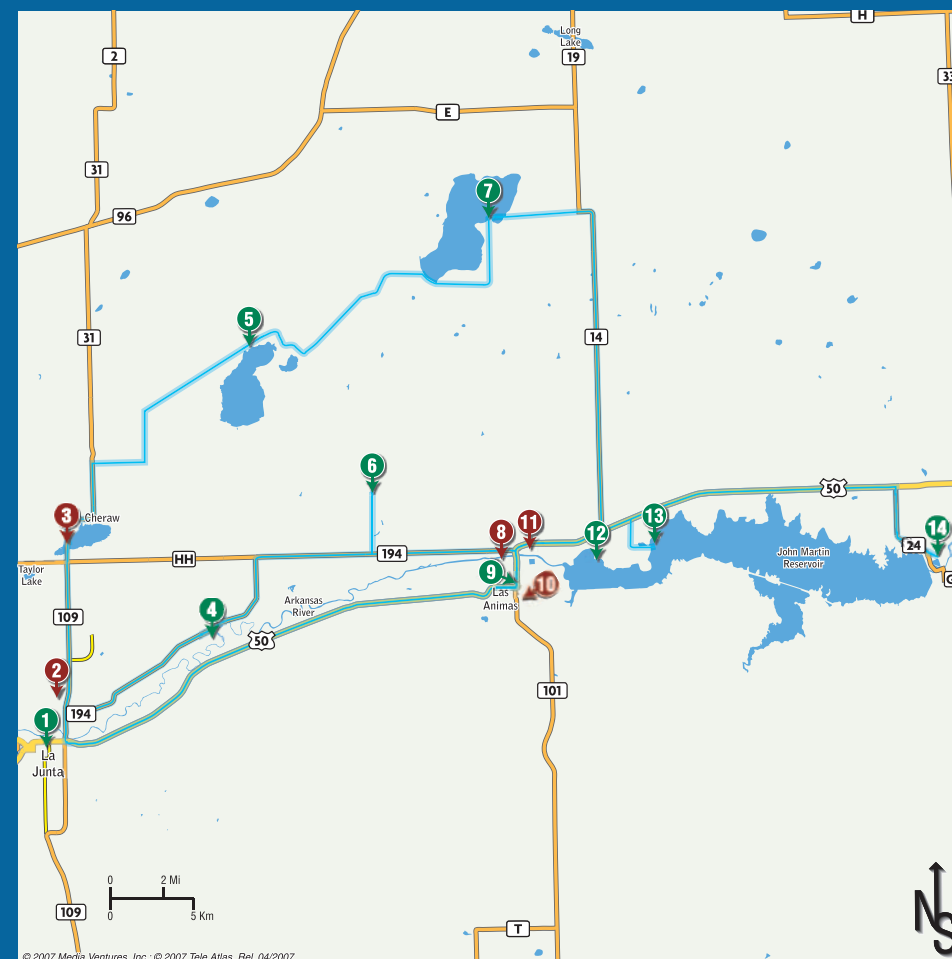 H
Long
Lake
19
2
33
E
31
96
7
5
31
14
6
50
3
Cheraw
13
11
12
8
14
HH
194
24
John Martin
Reservoir
Taylor
Lake
9
10
Las
Animas
Arkansas
River
4
109
50
2
101
194
1
La
Junta
0
2 Mi
0
5 Km
109
T
N
S
© 2007 Media Ventures, Inc.; © 2007 Tele Atlas, Rel. 04/2007